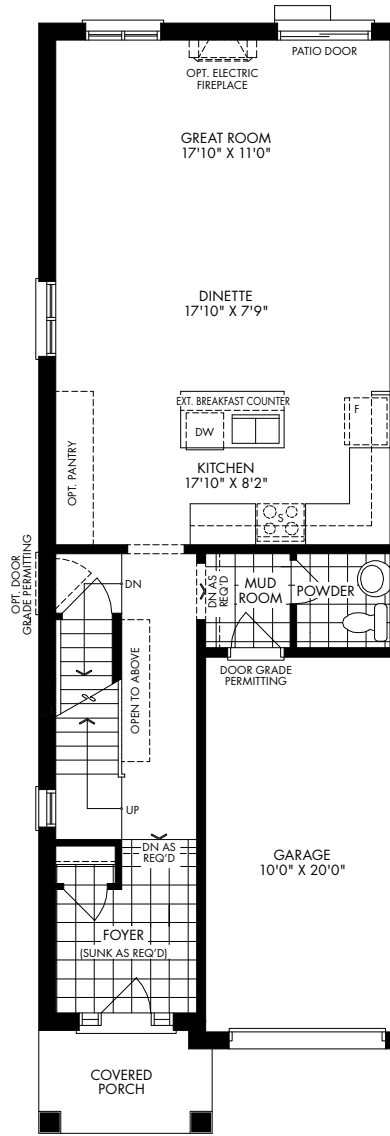 PATIO DOOR
OPT. ELECTRIC
FIREPLACE
GREAT ROOM
17'10" X 11'0"
DINETTE
17'10" X 7'9"
EXT. BREAKFAST COUNTER
F
DW
OPT. PANTRY
KITCHEN
17'10" X 8'2"
S
OPT. DOOR
GRADE PERMITTING
DN
DN AS
REQ'D
MUD
ROOM
POWDER
OPEN TO ABOVE
DOOR GRADE
PERMITTING
UP
DN AS
REQ'D
GARAGE
10'0" X 20'0"
FOYER
(SUNK AS REQ'D)
COVERED
PORCH